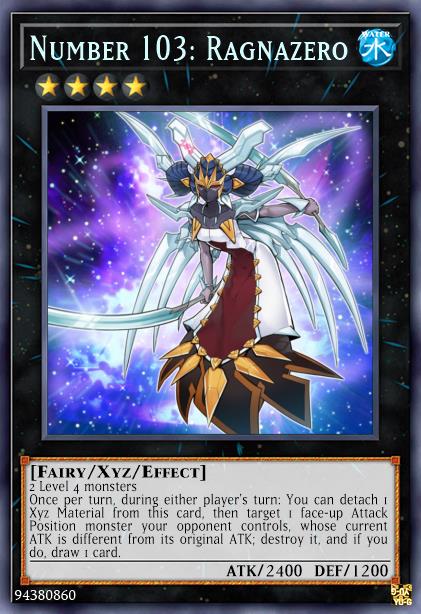 Number 103: Ragnazero
WATER
水
[Fairy/Xyz/Effect]
2 Level 4 monsters
Once per turn, during either player's turn: You can detach 1
Xyz Material from this card, then target 1 face-up Attack
Position monster your opponent controls, whose current
ATK is different from its original ATK; destroy it, and if you
do, draw 1 card.
ATK/2400 DEF/1200
94380860